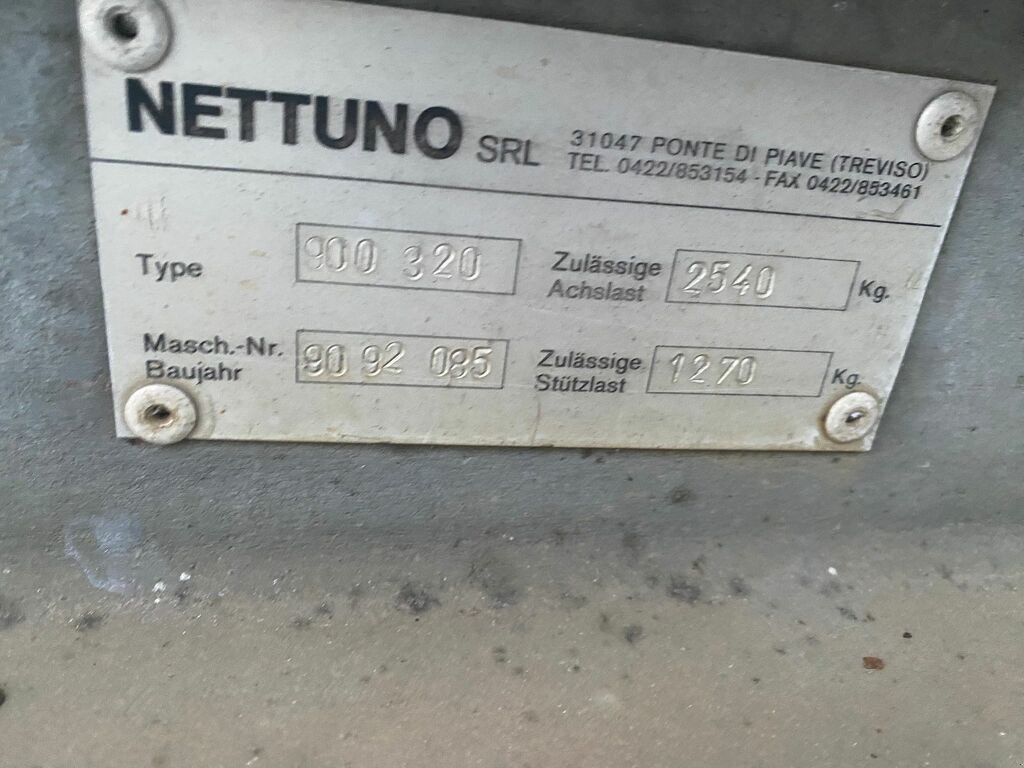 NETTUNO SRL
31047 PONTE DI PIAVE (TREVISO)
TEL. 0422/853154 - FAX 0422/853461
Type 900 320
Zulässige Achslast 2540 Kg.
Masch.-Nr. Baujahr 90 92 085
Zulässige Stützlast 1270 Kg.